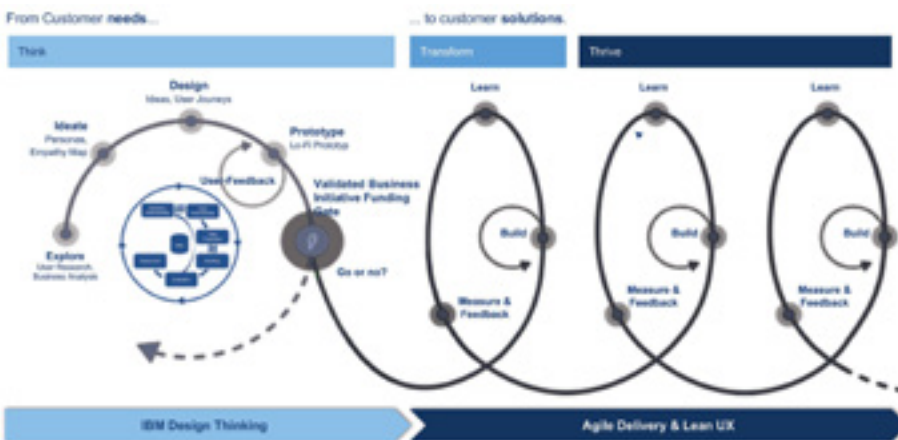 From Customer needs...
... to customer solutions.
Think
Transform
Thrive
Design
Ideas, User Journeys
Ideate
Personas,
Empathy Map
Prototype
Lo-Fi Prototyp
User-Feedback
Validated Business
Initiative Funding
Gate
Explore
User Research,
Business Analysis
Go or no?
Learn
Build
Measure &
Feedback
Learn
Build
Measure &
Feedback
Learn
Build
Measure &
Feedback
IBM Design Thinking
Agile Delivery & Lean UX